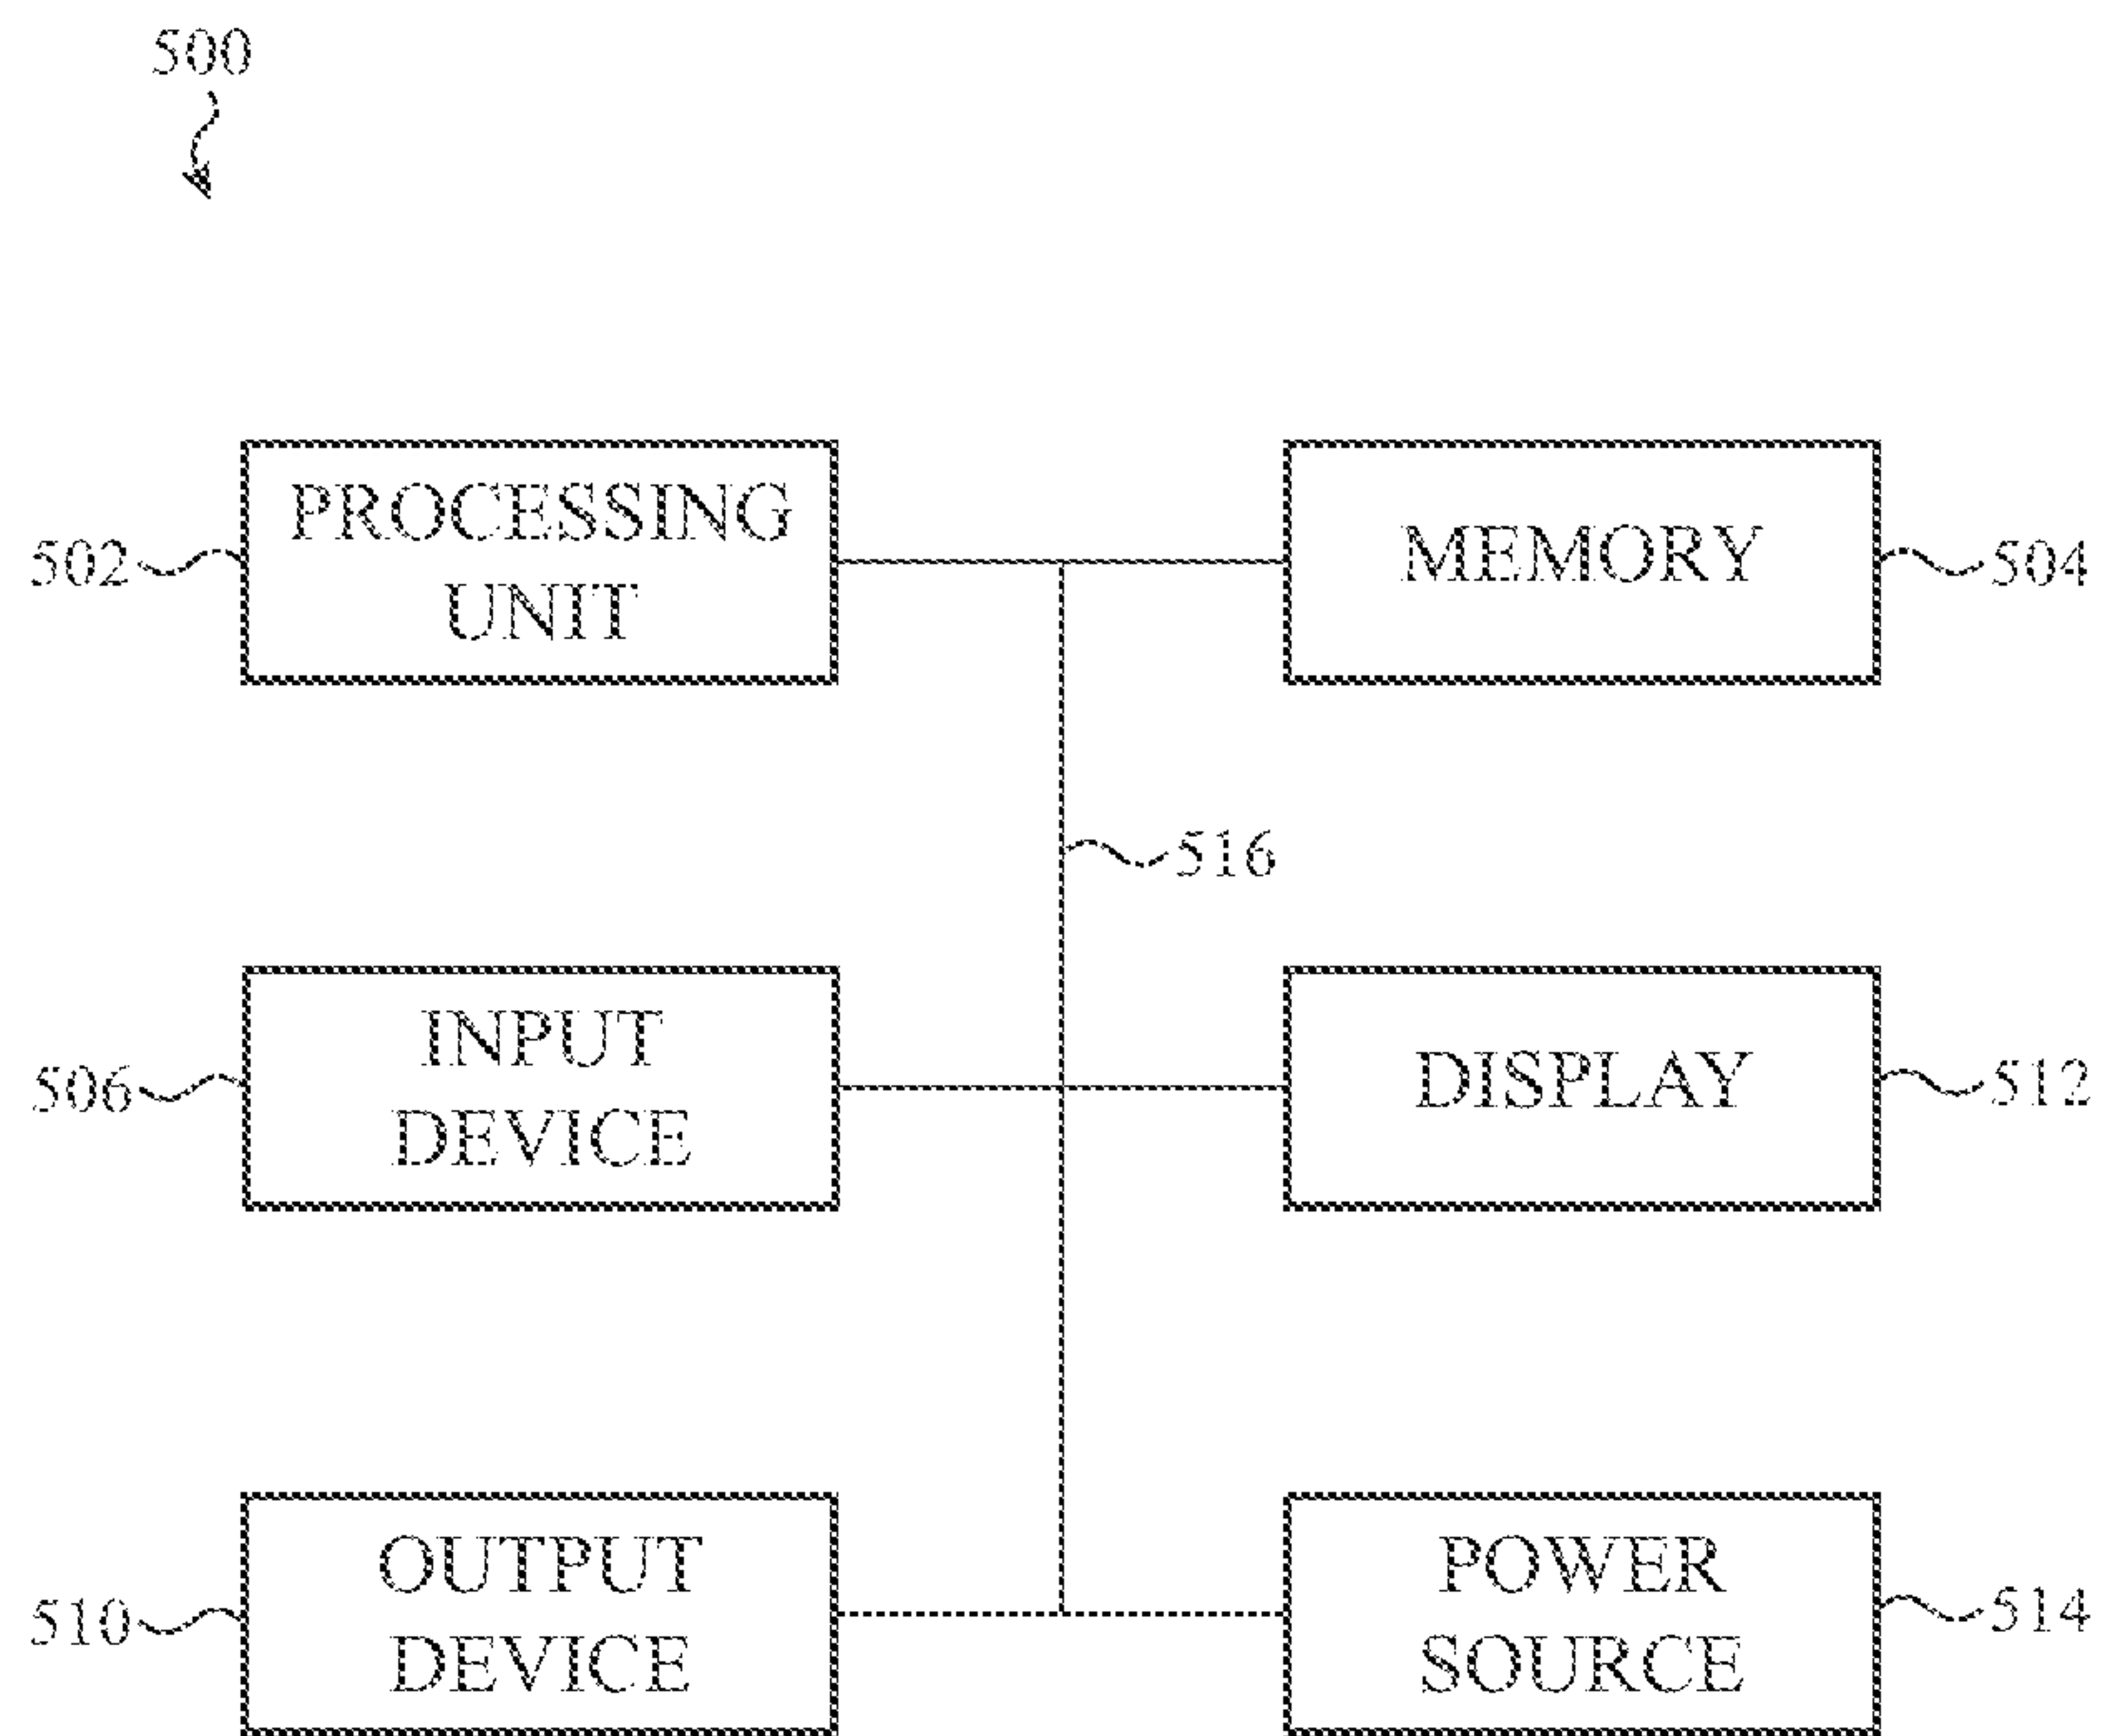 500
PROCESSING
UNIT
502
MEMORY
504
516
INPUT
DEVICE
506
DISPLAY
512
OUTPUT
DEVICE
510
POWER
SOURCE
514